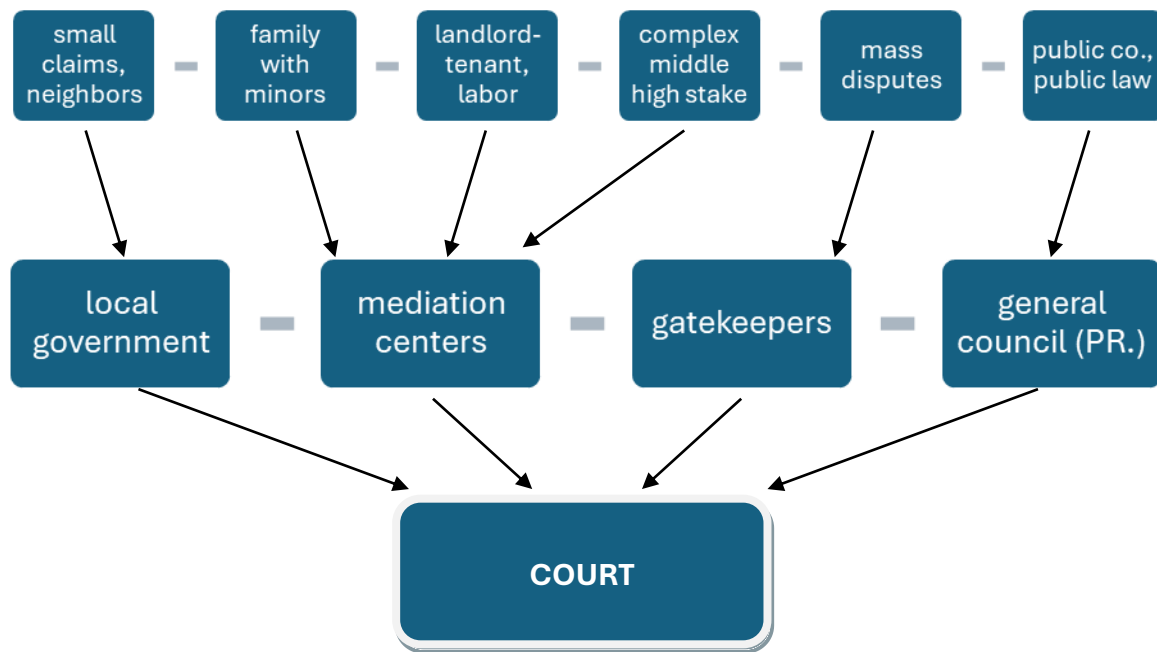 small
claims,
neighbors
family
with
minors
landlord-
tenant,
labor
complex
middle
high stake
mass
disputes
public co.,
public law
local
government
mediation
centers
gatekeepers
general
council (PR.)
COURT